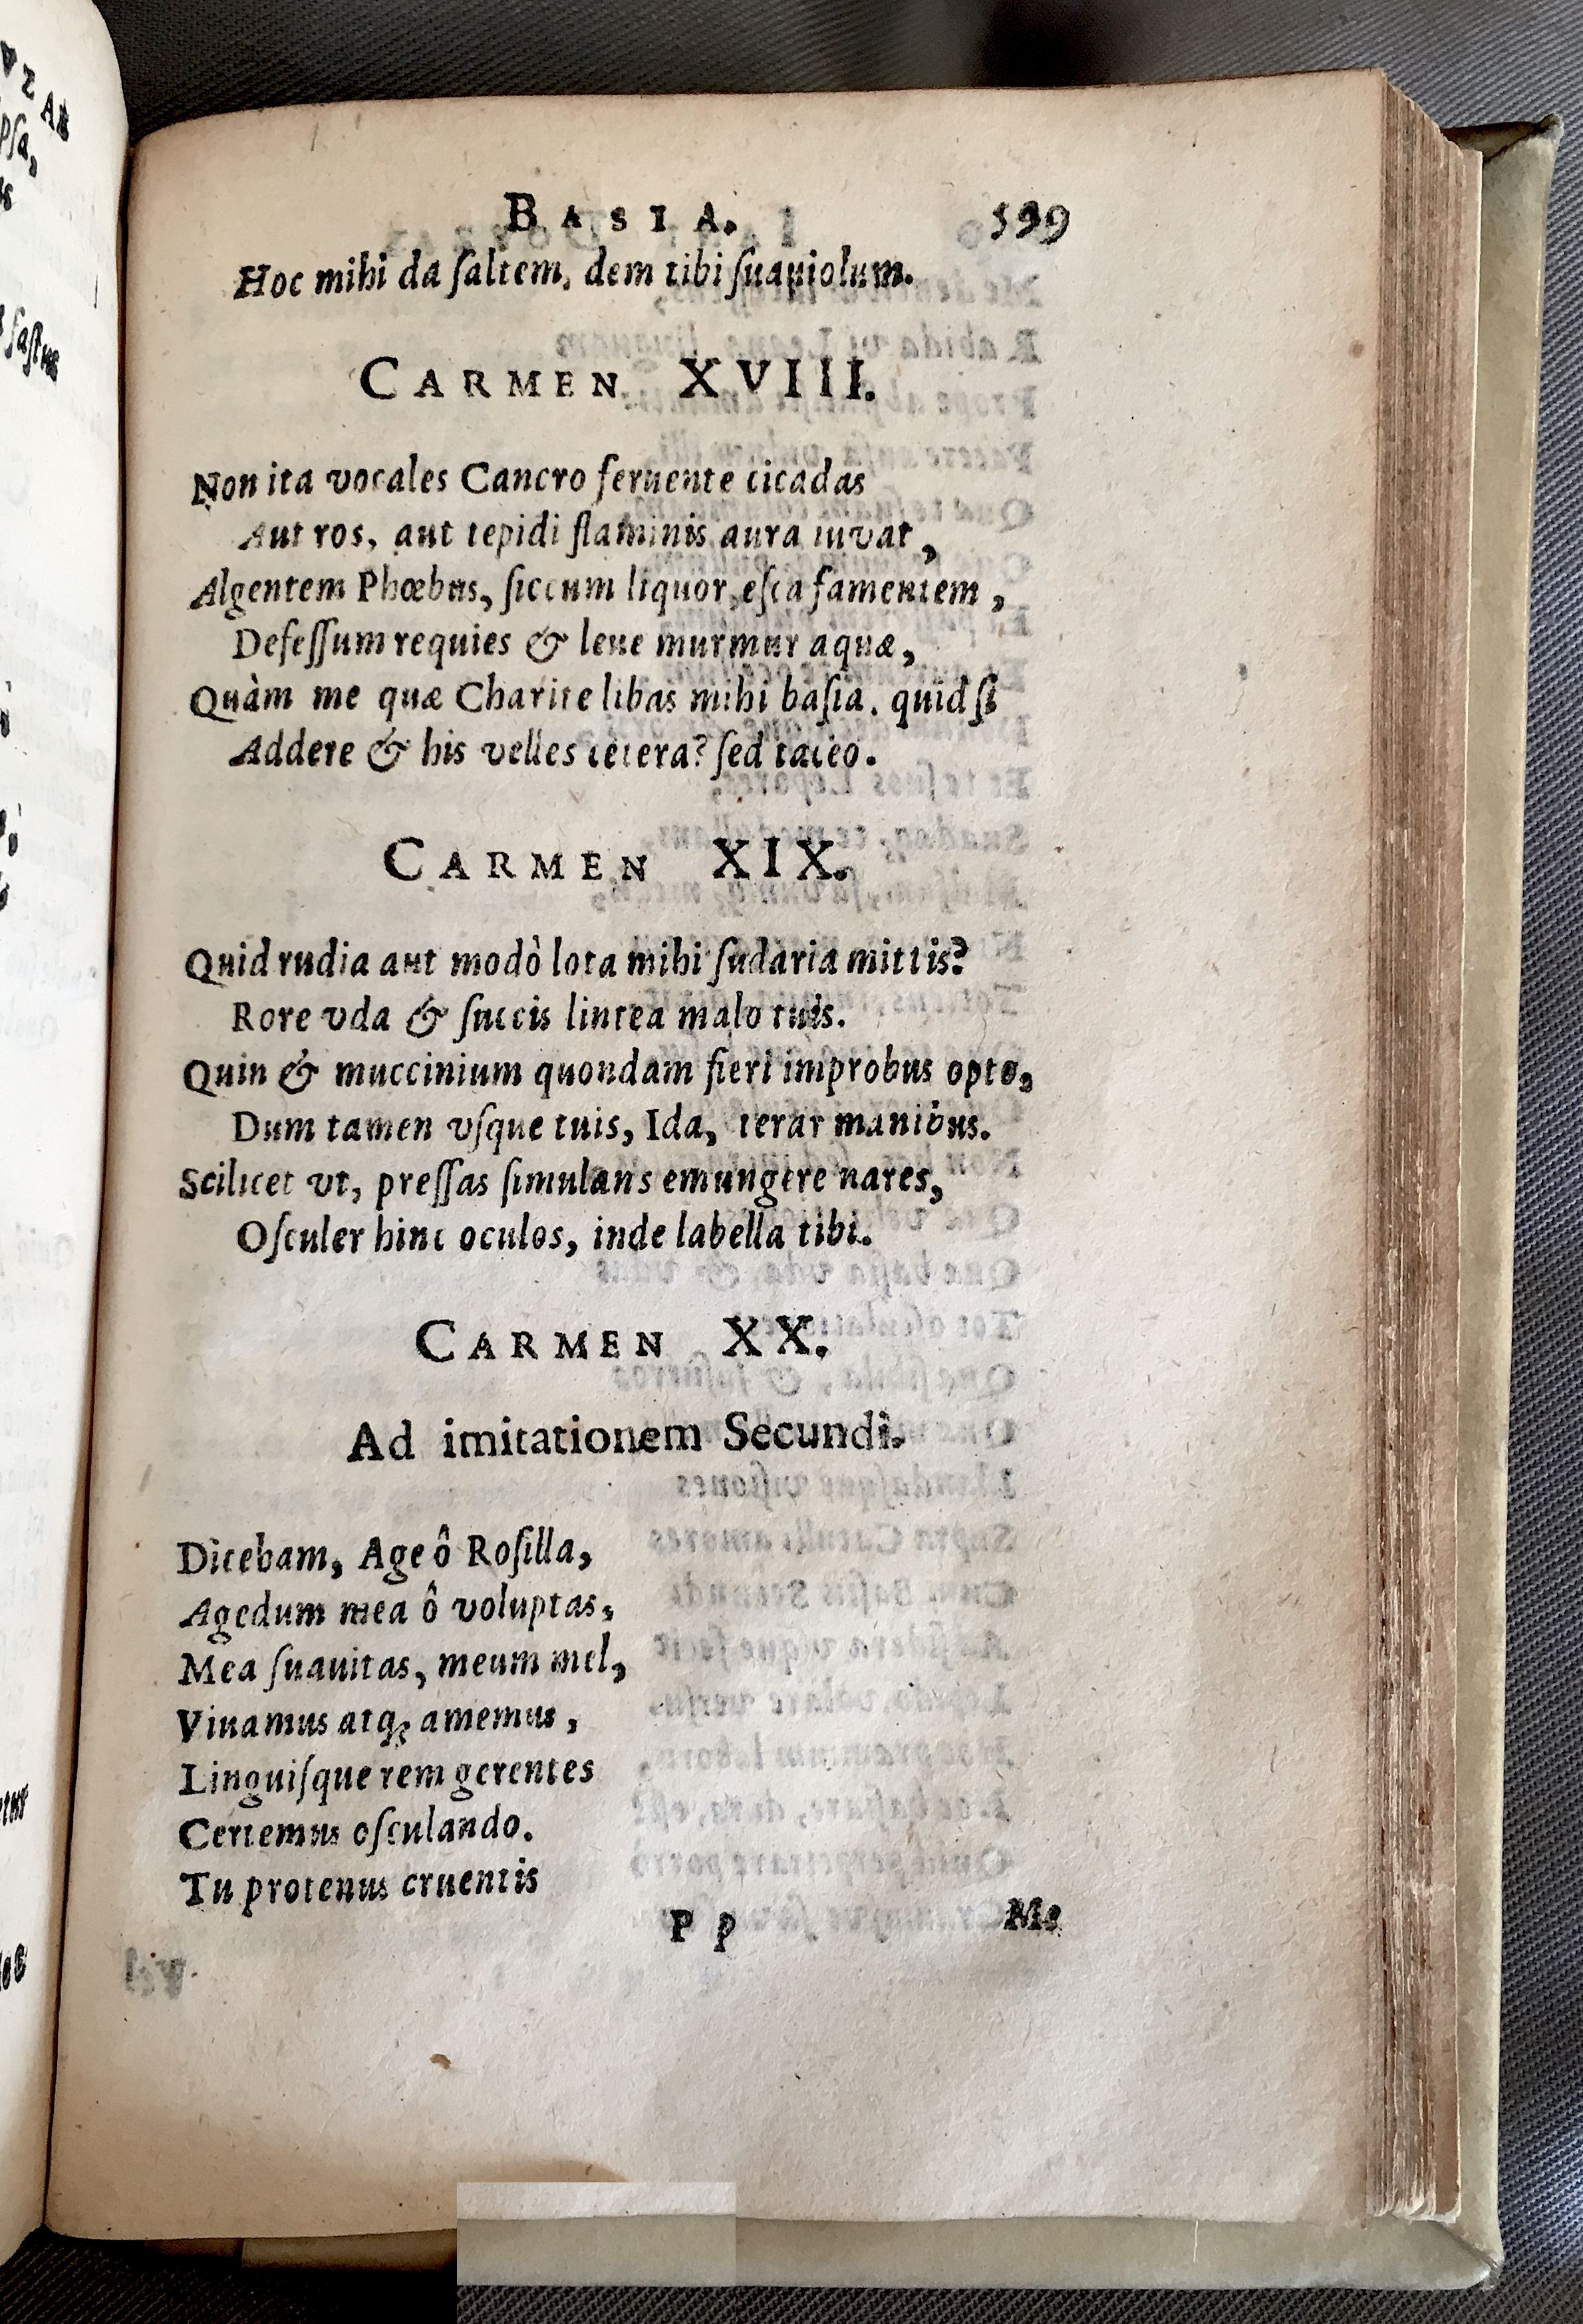 BASIA. 599
Hoc mihi da ſaltem, dem tibi ſuauiolum.
CARMEN XVIII.
Non ita vocales Cancro feruente cicadas
Aut ros, aut tepidi flaminis aura iuvat,
Algentem Phœbus, ſiccum liquor, eſca famentem,
Defeſſum requies & leue murmur aquæ,
Quàm me quæ Charite libas mihi baſia. quid ſi
Addere & his velles cetera? ſed taceo.
CARMEN XIX.
Quid rudia aut modò lota mihi ſudaria mittis?
Rore vda & ſuccis lintea malo tuis.
Quin & muccinium quondam fieri improbus opto,
Dum tamen vſque tuis, Ida, terar manibus.
Scilicet vt, preſſas ſimulans emungere nares,
Oſculer hinc oculos, inde labella tibi.
CARMEN XX.
Ad imitationem Secundi.
Dicebam, Age ô Roſilla,
Agedum mea ô voluptas,
Mea ſuauitas, meum mel,
Viuamus atq; amemus,
Linguiſque rem gerentes
Certemus oſculando.
Tu protenus cruentis
Pp Me